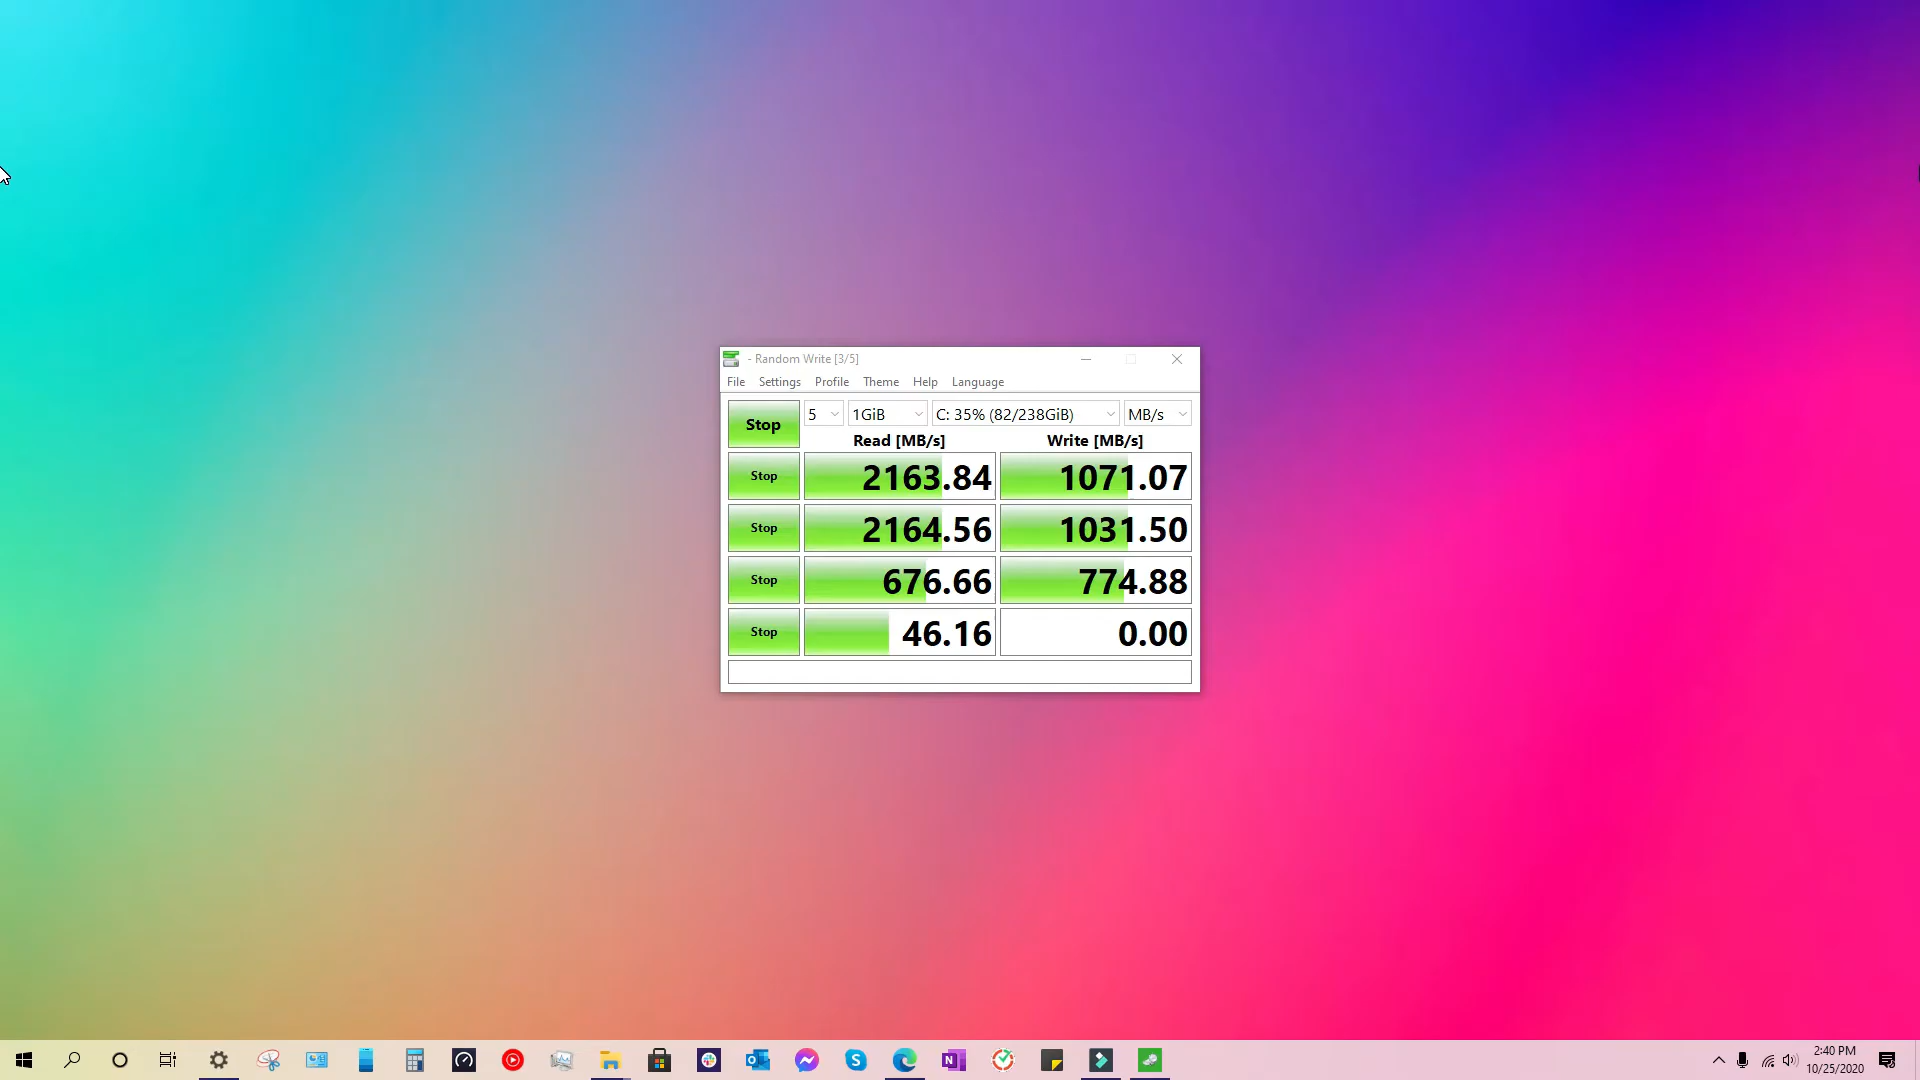 - Random Write [3/5]
File Settings Profile Theme Help Language
Stop 5 1GiB C: 35% (82/238GiB) MB/s
Read [MB/s] Write [MB/s]
Stop 2163.84 1071.07
Stop 2164.56 1031.50
Stop 676.66 774.88
Stop 46.16 0.00
2:40 PM
10/25/2020